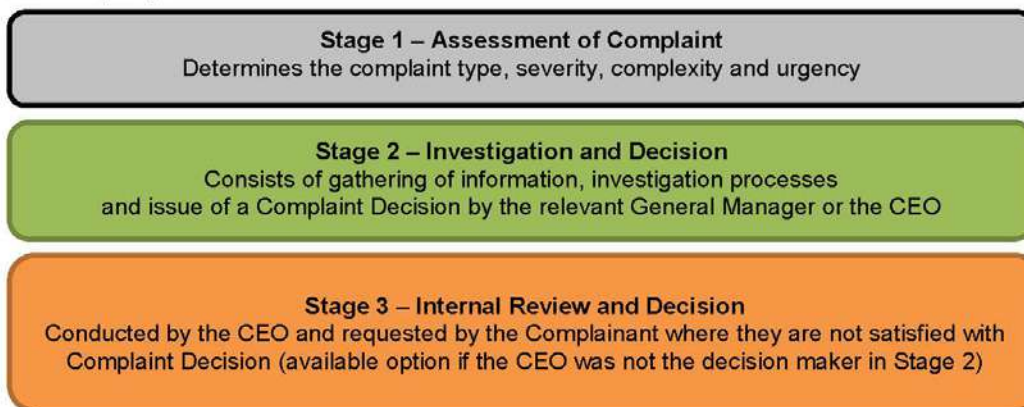 Stage 1 – Assessment of Complaint
Determines the complaint type, severity, complexity and urgency
Stage 2 – Investigation and Decision
Consists of gathering of information, investigation processes
and issue of a Complaint Decision by the relevant General Manager or the CEO
Stage 3 – Internal Review and Decision
Conducted by the CEO and requested by the Complainant where they are not satisfied with
Complaint Decision (available option if the CEO was not the decision maker in Stage 2)